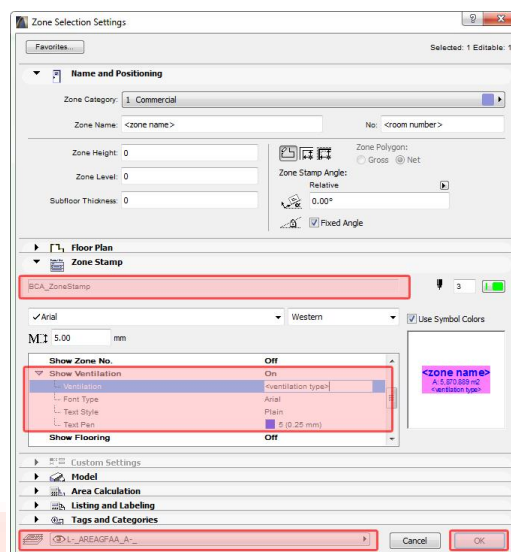 Zone Selection Settings
Favorites...
Selected: 1 Editable: 1
Name and Positioning
Zone Category: 1 Commercial
Zone Name: <zone name> No: <room number>
Zone Height: 0
Zone Level: 0
Subfloor Thickness: 0
Zone Polygon:
Gross Net
Zone Stamp Angle:
Relative
0.00°
Fixed Angle
Floor Plan
Zone Stamp
BCA_ZoneStamp 3
Arial Western Use Symbol Colors
5.00 mm
Show Zone No. Off
Show Ventilation On
Ventilation <ventilation type>
Font Type Arial
Text Style Plain
Text Pen 5 (0.25 mm)
Show Flooring Off
<zone name>
A: 5,870.889 m2
<ventilation type>
Custom Settings
Model
Area Calculation
Listing and Labeling
Tags and Categories
L-_AREAGFAA_A-_ Cancel OK